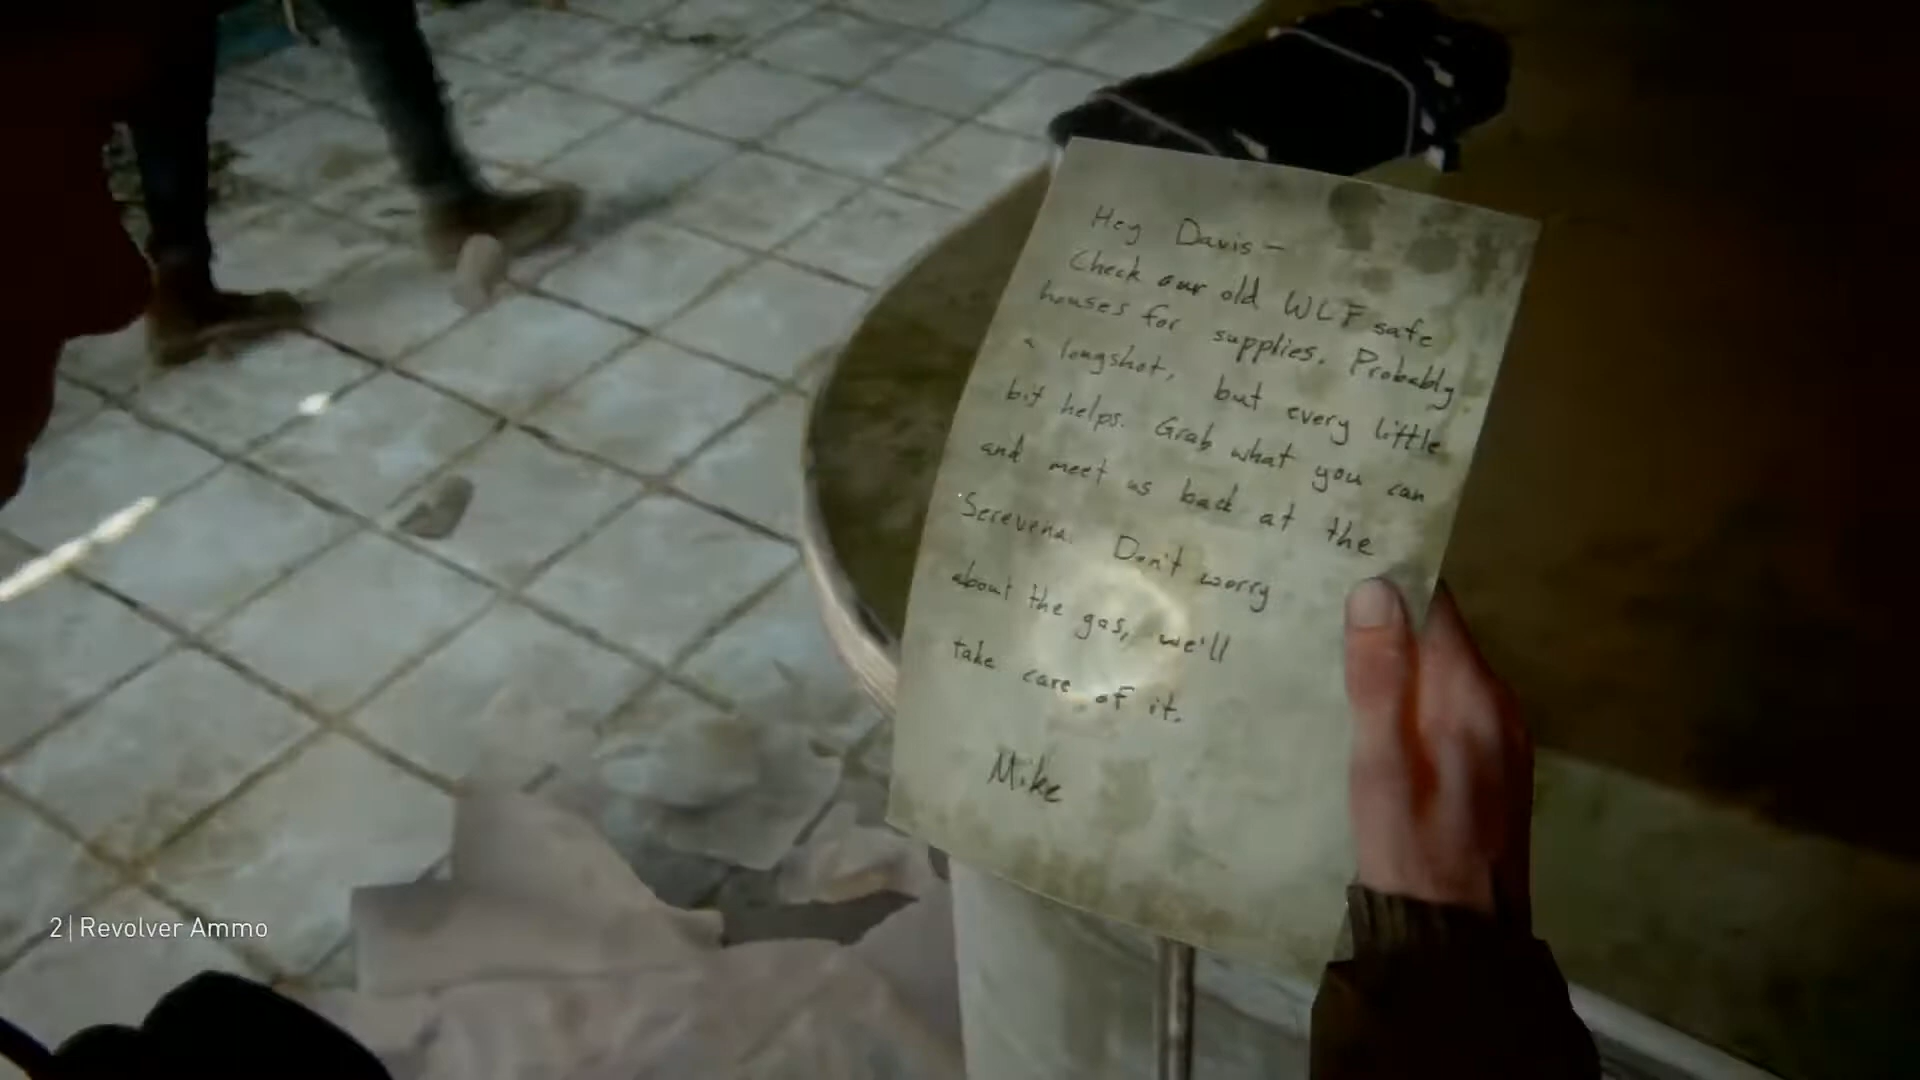 Hey Davis-
Check our old WLF safe
houses for supplies. Probably
a longshot, but every little
bit helps. Grab what you can
and meet us back at the
Serevena. Don't worry
about the gas, we'll
take care of it.
Mike
2|Revolver Ammo